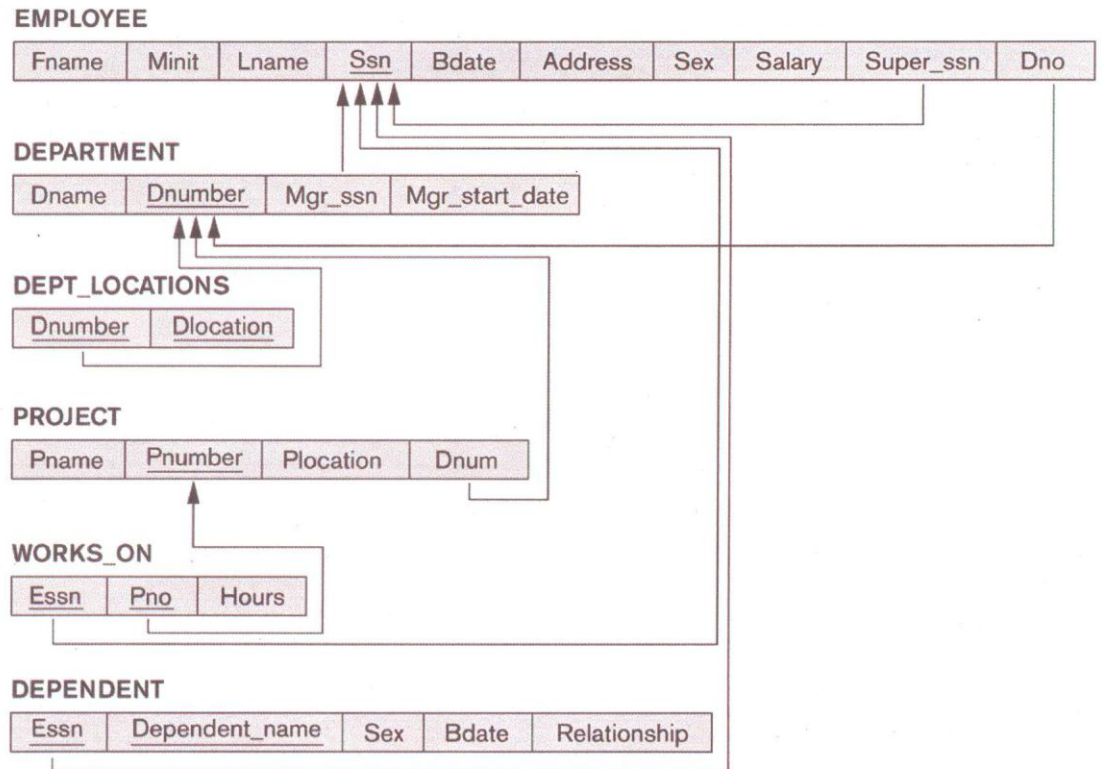 EMPLOYEE
Fname Minit Lname Ssn Bdate Address Sex Salary Super_ssn Dno
DEPARTMENT
Dname Dnumber Mgr_ssn Mgr_start_date
DEPT_LOCATIONS
Dnumber Dlocation
PROJECT
Pname Pnumber Plocation Dnum
WORKS_ON
Essn Pno Hours
DEPENDENT
Essn Dependent_name Sex Bdate Relationship